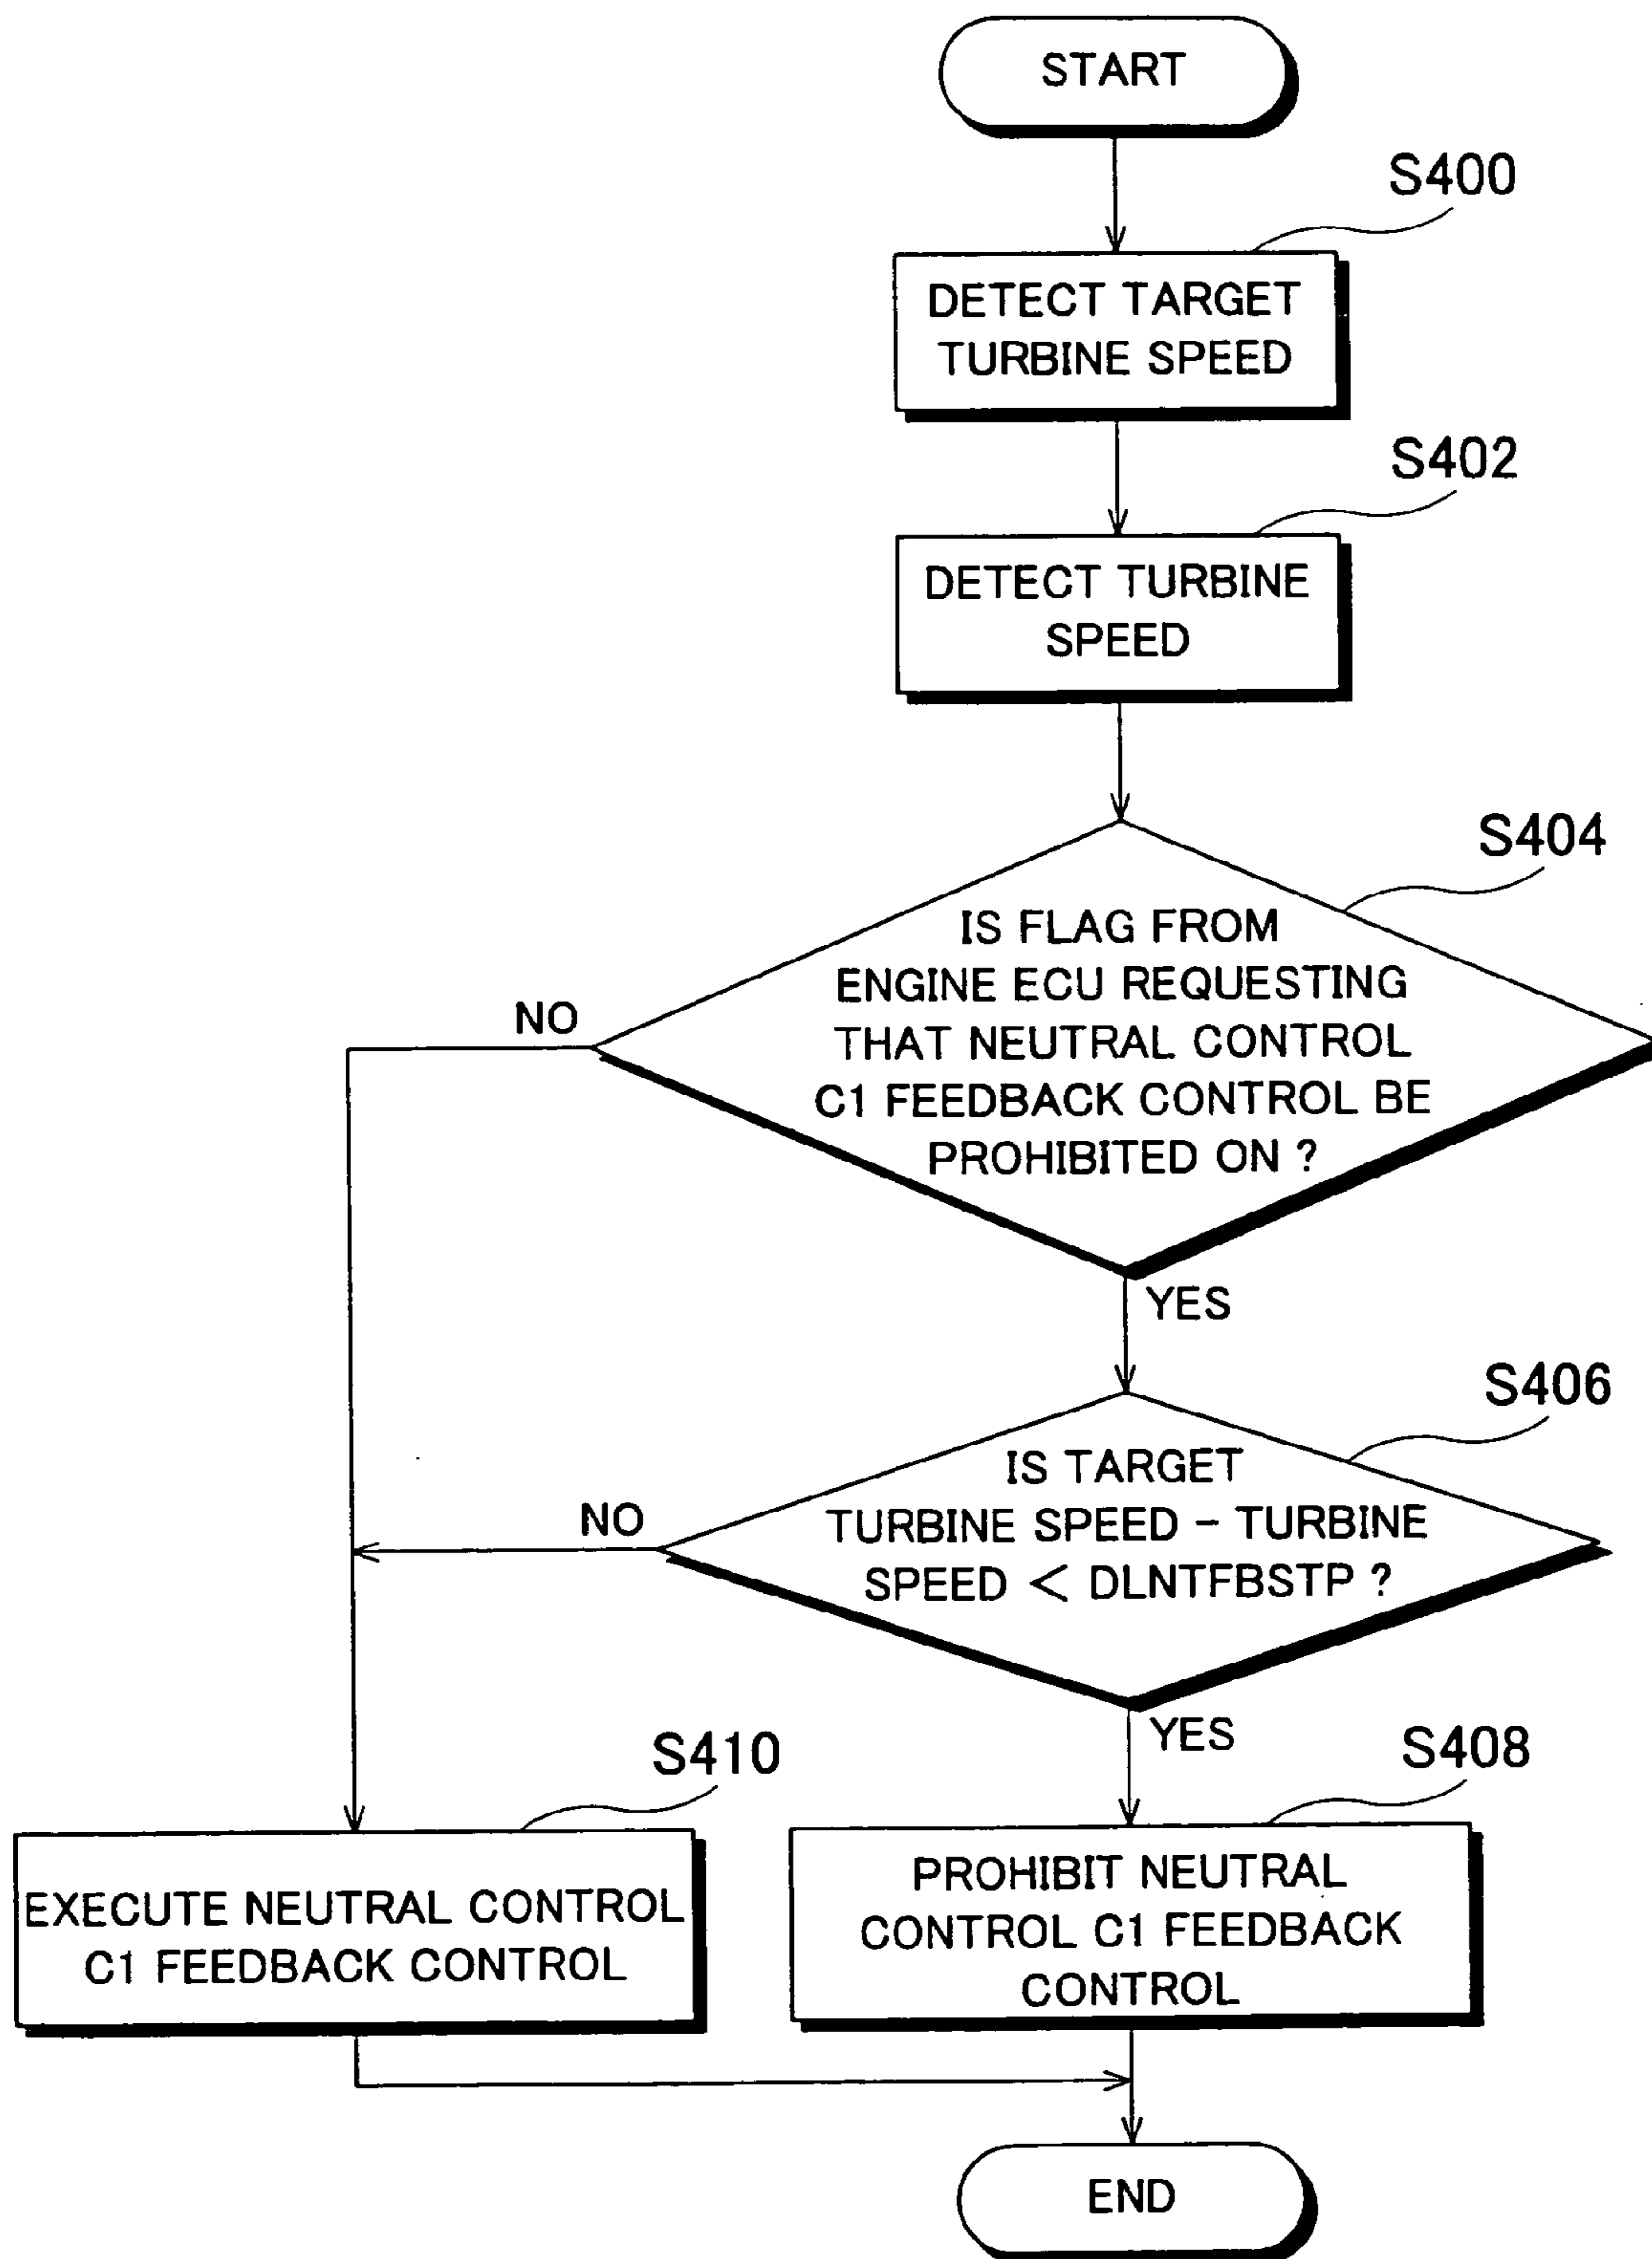 START
S400
DETECT TARGET
TURBINE SPEED
S402
DETECT TURBINE
SPEED
S404
IS FLAG FROM
ENGINE ECU REQUESTING
THAT NEUTRAL CONTROL
C1 FEEDBACK CONTROL BE
PROHIBITED ON ?
NO
YES
S406
IS TARGET
TURBINE SPEED - TURBINE
SPEED < DLNTFBSTP ?
NO
YES
S410
S408
EXECUTE NEUTRAL CONTROL
C1 FEEDBACK CONTROL
PROHIBIT NEUTRAL
CONTROL C1 FEEDBACK
CONTROL
END